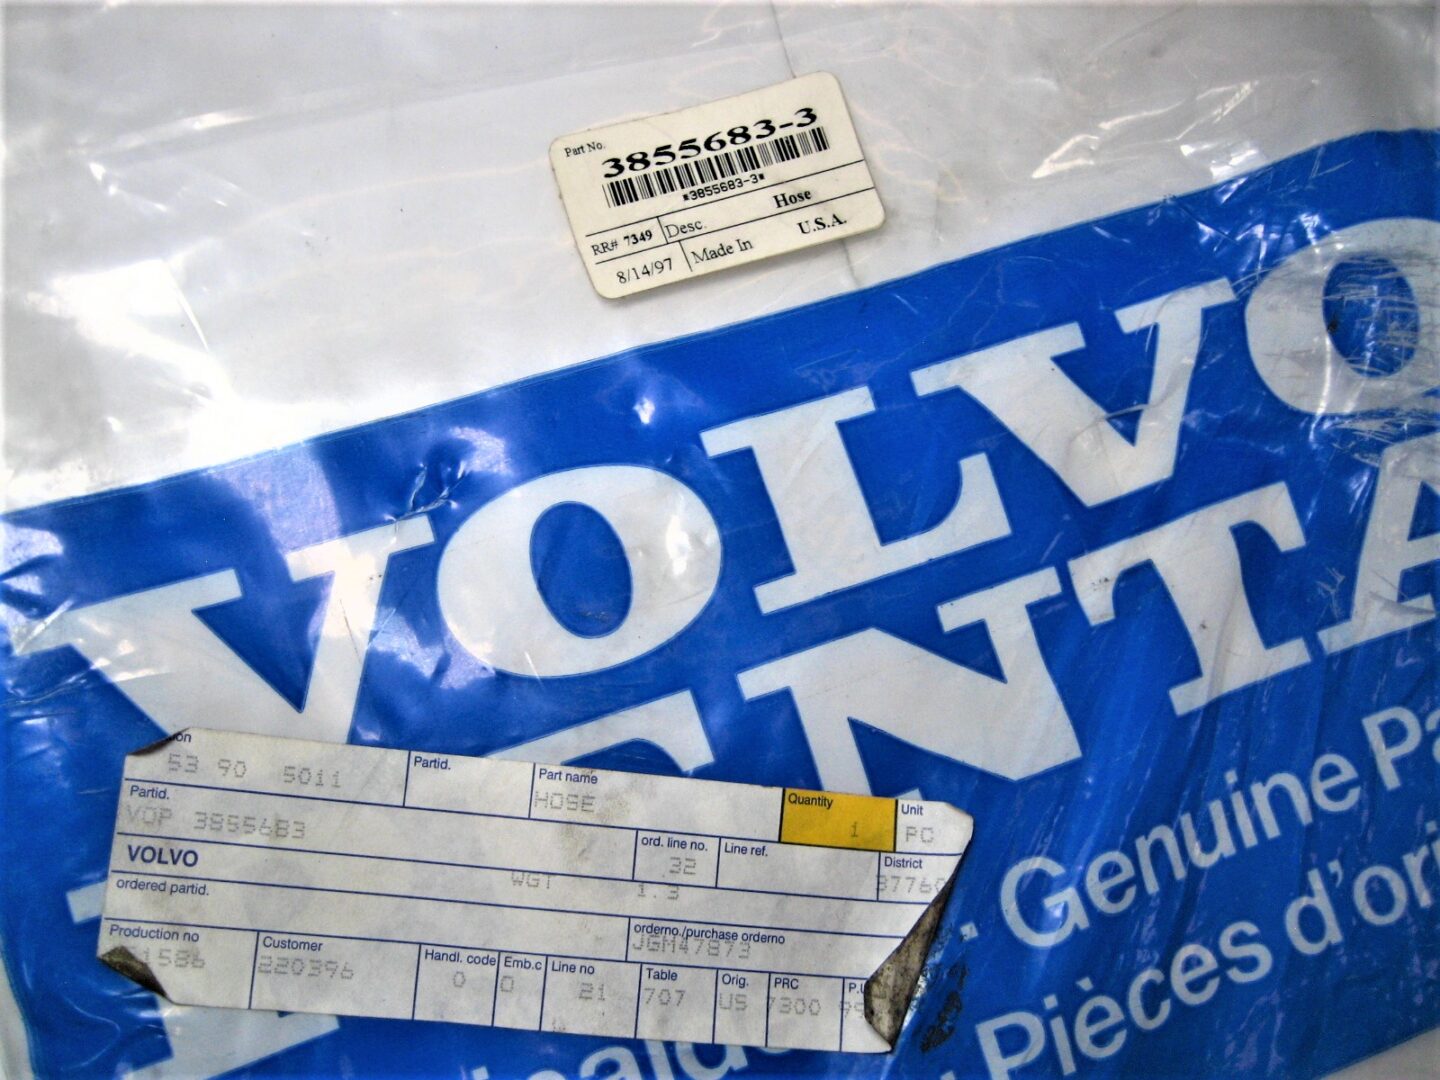 Part No.
3855683-3
*3855683-3*
RR# 7349 Desc. Hose
8/14/97 Made In U.S.A.
VOLVO
VOLVO
PENTA
53 90 5011 Partid. Part name HOSE Quantity 1 Unit PC
Partid. VOP 3855683 ord. line no. 32 Line ref. District
VOLVO WGT 1.3
ordered partid. orderno./purchase orderno JGM47873
Production no Customer 220396 Handl. code 0 Emb.c 0 Line no 21 Table 707 Orig. US PRC 7300
Genuine Pa
Pièces d'ori